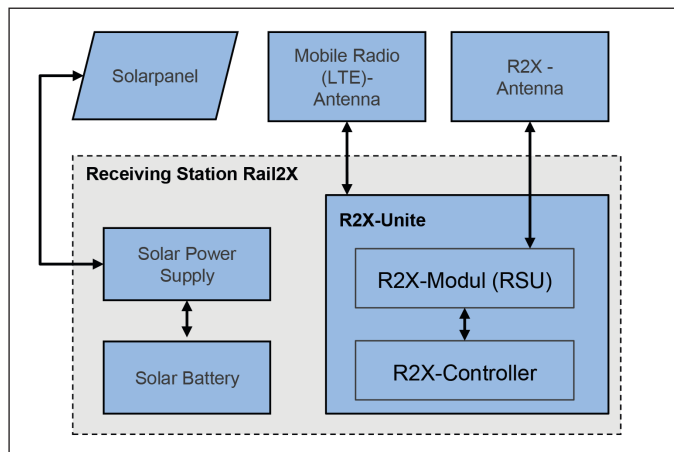 Solarpanel
Mobile Radio
(LTE)-
Antenna
R2X -
Antenna
Receiving Station Rail2X
R2X-Unite
Solar Power
Supply
R2X-Modul (RSU)
Solar Battery
R2X-Controller